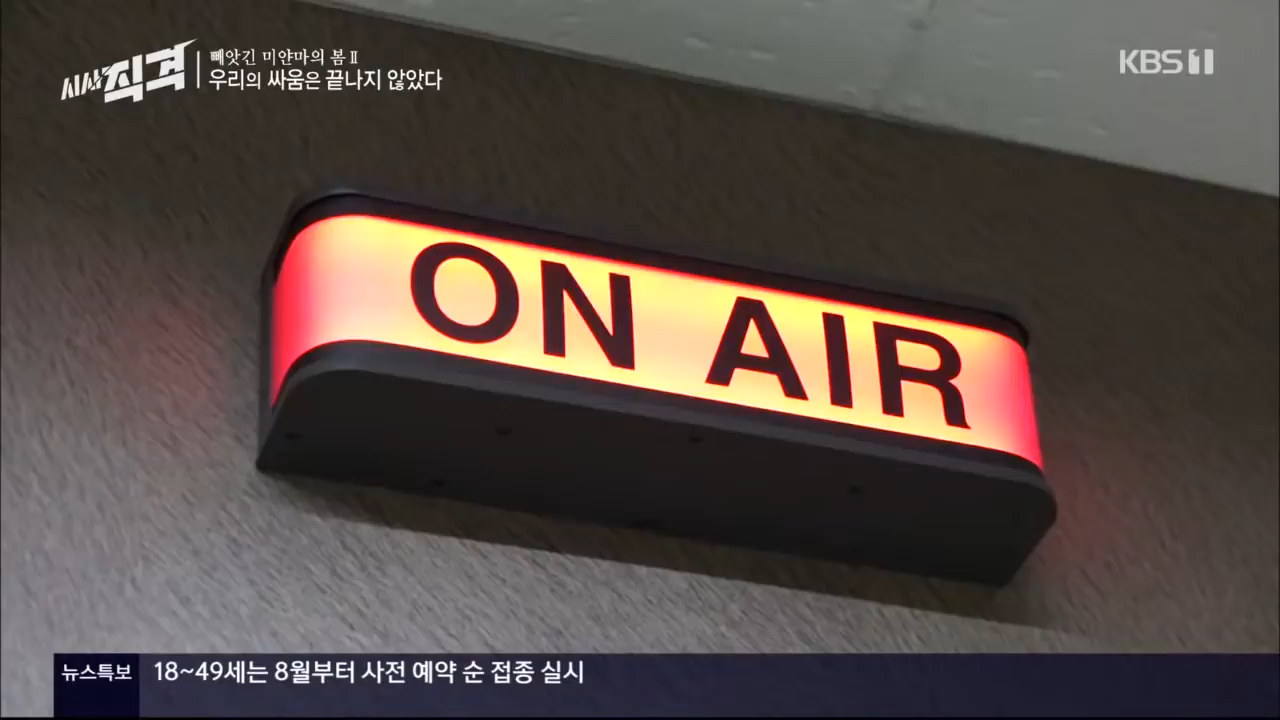 시사직격
빼앗긴 미얀마의 봄 Ⅱ
우리의 싸움은 끝나지 않았다
KBS 1
ON AIR
뉴스특보
18~49세는 8월부터 사전 예약 순 접종 실시